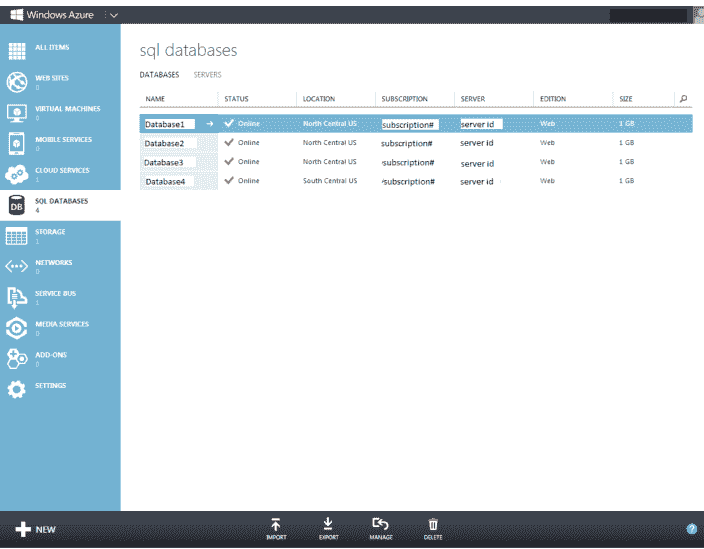 Windows Azure
ALL ITEMS
WEB SITES
0
VIRTUAL MACHINES
0
MOBILE SERVICES
0
CLOUD SERVICES
1
SQL DATABASES
4
STORAGE
1
NETWORKS
0
SERVICE BUS
1
MEDIA SERVICES
0
ADD-ONS
0
SETTINGS
sql databases
DATABASES SERVERS
NAME STATUS LOCATION SUBSCRIPTION SERVER EDITION SIZE
Database1 → Online North Central US subscription# server id Web 1 GB
Database2 Online North Central US subscription# server id Web 1 GB
Database3 Online North Central US subscription# server id Web 1 GB
Database4 Online South Central US subscription# server id Web 1 GB
NEW
IMPORT EXPORT MANAGE DELETE
?
DB